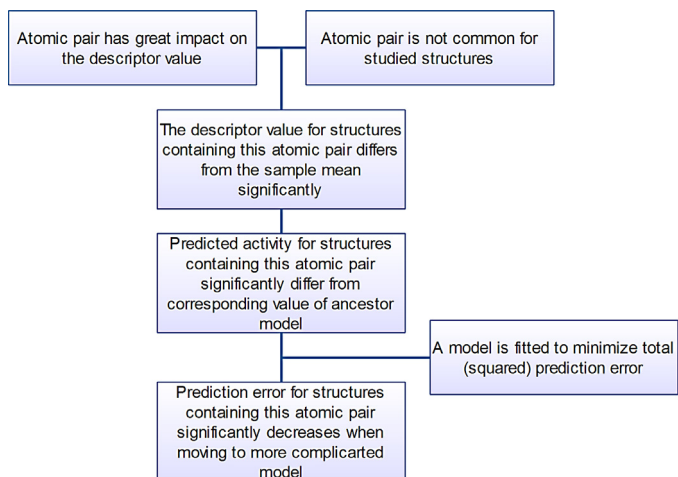 Atomic pair has great impact on
the descriptor value
Atomic pair is not common for
studied structures
The descriptor value for structures
containing this atomic pair differs
from the sample mean
significantly
Predicted activity for structures
containing this atomic pair
significantly differ from
corresponding value of ancestor
model
A model is fitted to minimize total
(squared) prediction error
Prediction error for structures
containing this atomic pair
significantly decreases when
moving to more complicarted
model